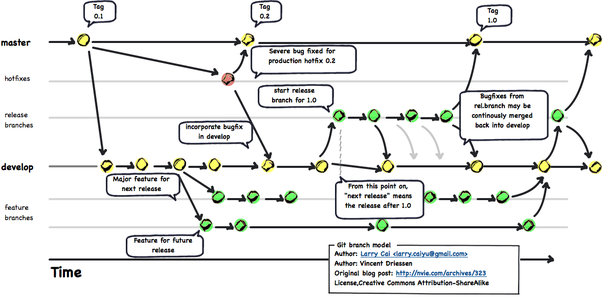 Tag
0.1
Tag
0.2
Tag
1.0
master
Severe bug fixed for
production hotfix 0.2
hotfixes
start release
branch for 1.0
Bugfixes from
rel.branch may be
continously merged
back into develop
release
branches
incorporate bugfix
in develop
develop
Major feature for
next release
From this point on,
"next release" means
the release after 1.0
feature
branches
Feature for future
release
Time
Git branch model
Author: Larry Cai <larry.caiyu@gmail.com>
Author: Vincent Driessen
Original blog post: http://nvie.com/archives/323
License,Creative Commons Attribution-ShareAlike